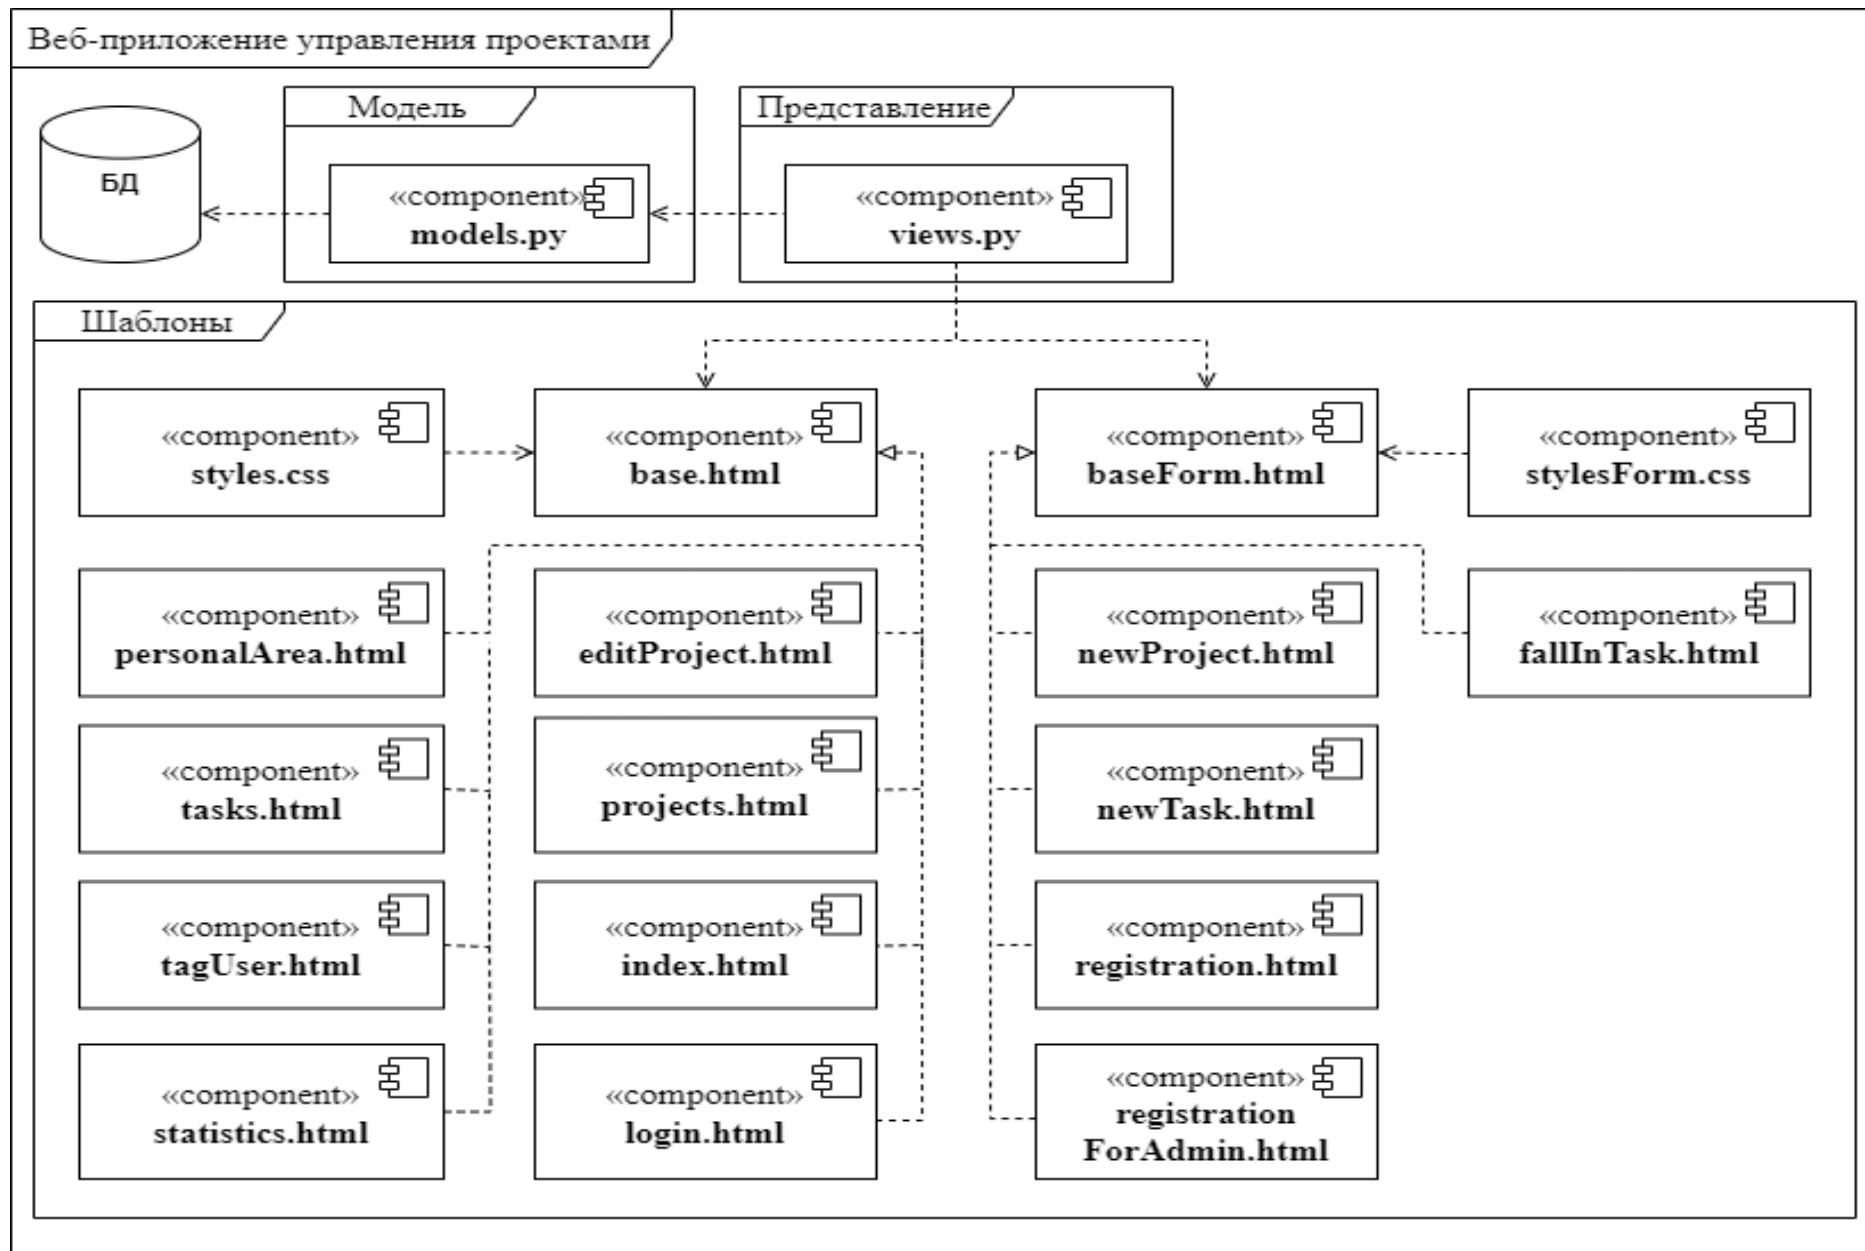 Веб-приложение управления проектами
Модель
Представление
БД
«component»
models.py
«component»
views.py
Шаблоны
«component»
styles.css
«component»
base.html
«component»
baseForm.html
«component»
stylesForm.css
«component»
personalArea.html
«component»
editProject.html
«component»
newProject.html
«component»
fallInTask.html
«component»
tasks.html
«component»
projects.html
«component»
newTask.html
«component»
tagUser.html
«component»
index.html
«component»
registration.html
«component»
statistics.html
«component»
login.html
«component»
registration
ForAdmin.html